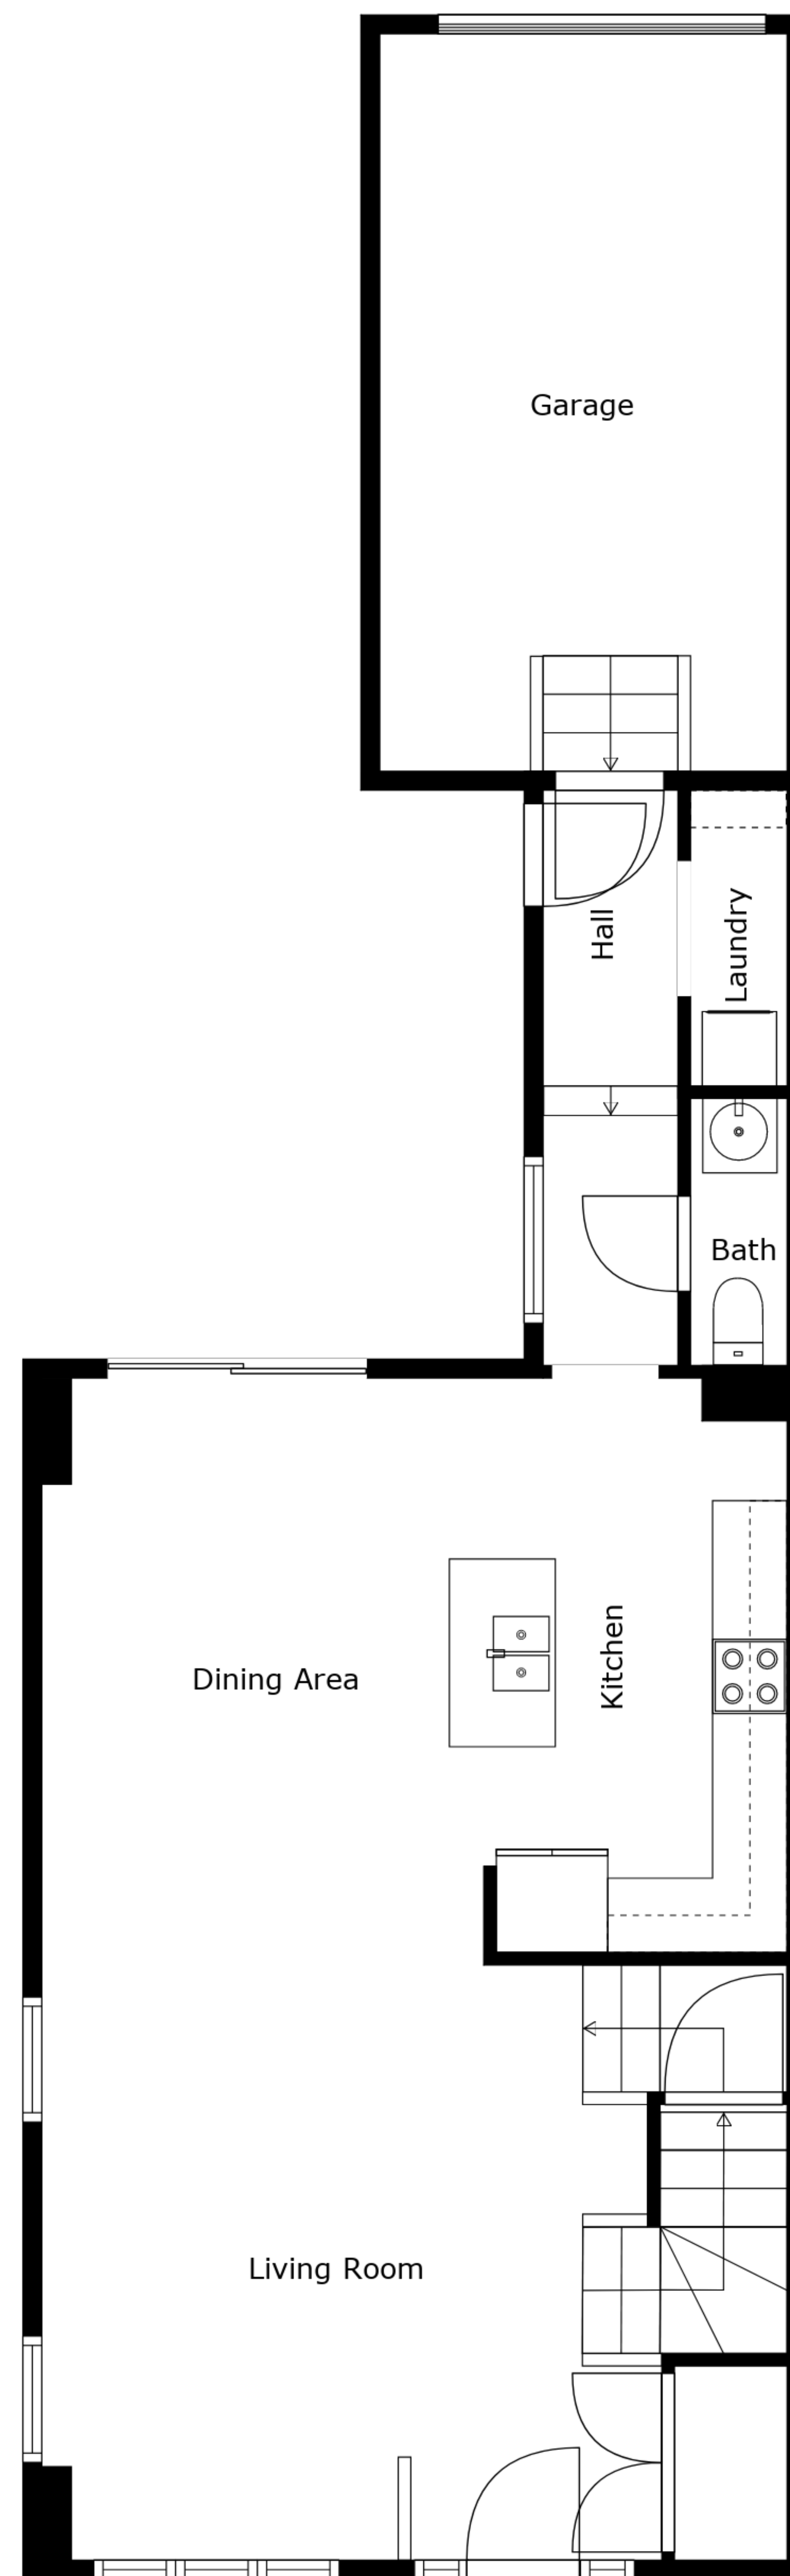 Garage
Hall
Laundry
Bath
Kitchen
Dining Area
Living Room